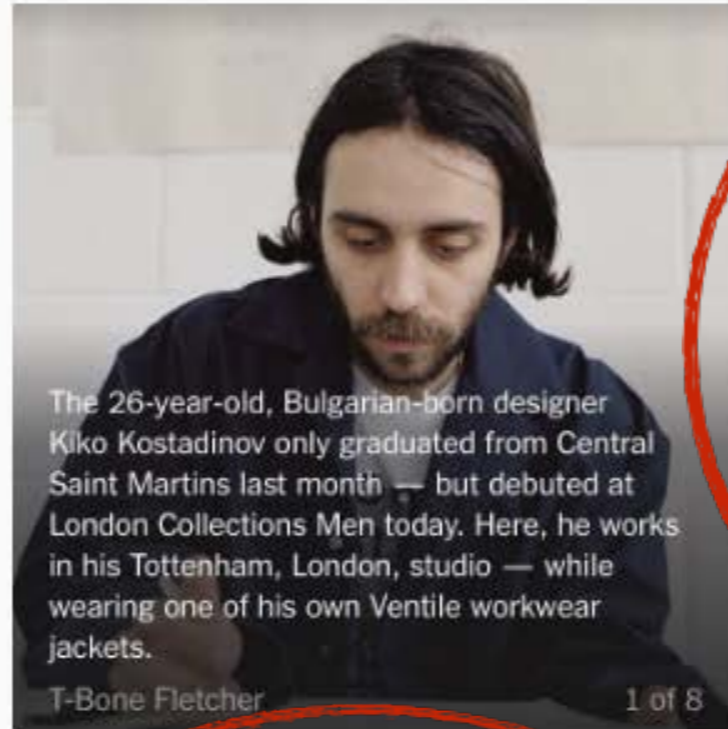 The 26-year-old, Bulgarian-born designer
Kiko Kostadinov only graduated from Central
Saint Martins last month — but debuted at
London Collections Men today. Here, he works
in his Tottenham, London, studio — while
wearing one of his own Ventile workwear
jackets.
T-Bone Fletcher 1 of 8